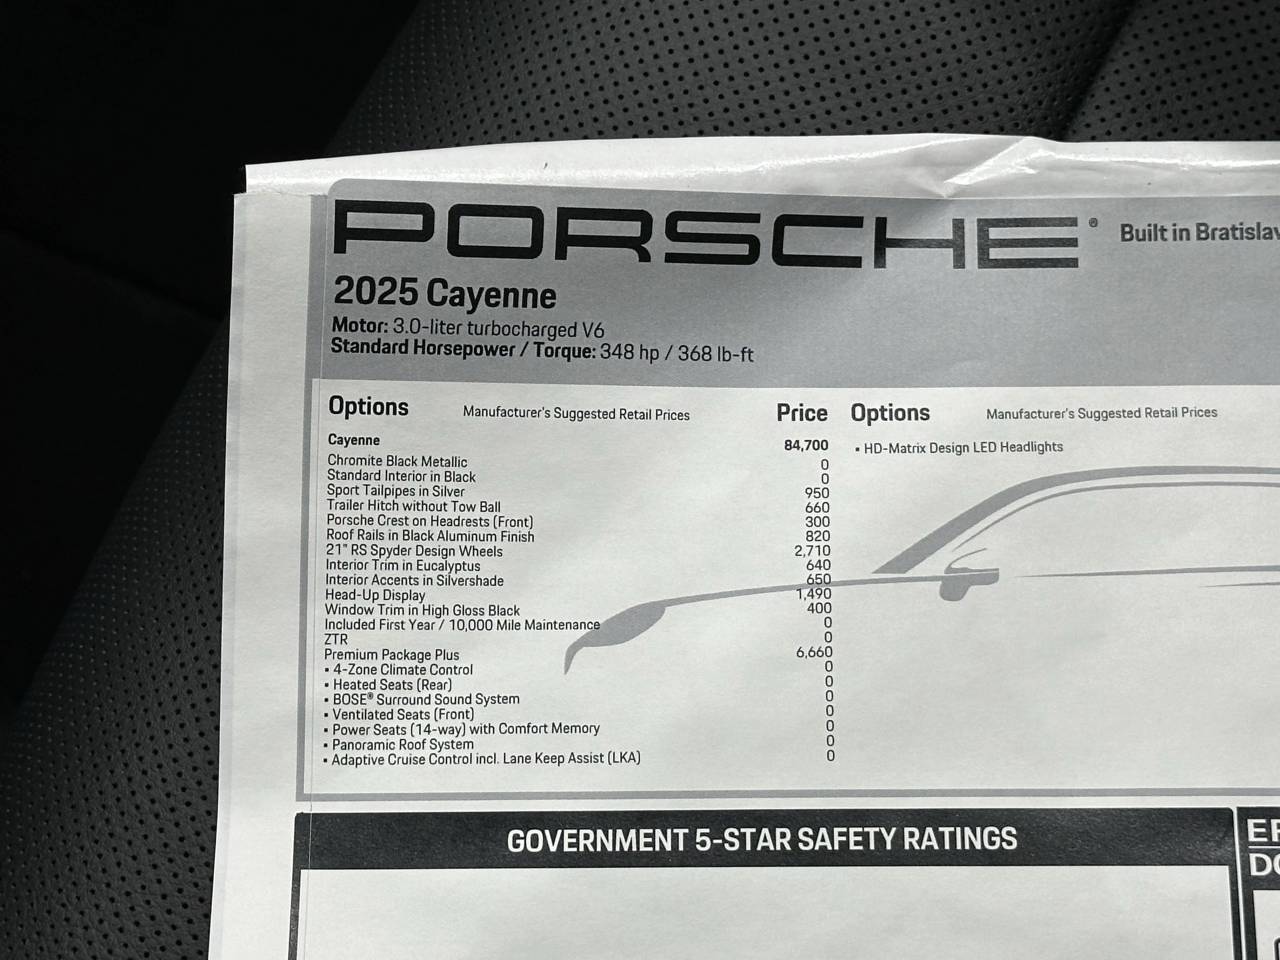 PORSCHE® Built in Bratislav
2025 Cayenne
Motor: 3.0-liter turbocharged V6
Standard Horsepower / Torque: 348 hp / 368 lb-ft
Options Manufacturer's Suggested Retail Prices Price Options Manufacturer's Suggested Retail Prices
Cayenne 84,700 • HD-Matrix Design LED Headlights
Chromite Black Metallic 0
Standard Interior in Black 0
Sport Tailpipes in Silver 950
Trailer Hitch without Tow Ball 660
Porsche Crest on Headrests (Front) 300
Roof Rails in Black Aluminum Finish 820
21" RS Spyder Design Wheels 2,710
Interior Trim in Eucalyptus 640
Interior Accents in Silvershade 650
Head-Up Display 1,490
Window Trim in High Gloss Black 400
Included First Year / 10,000 Mile Maintenance 0
ZTR 0
Premium Package Plus 6,660
• 4-Zone Climate Control 0
• Heated Seats (Rear) 0
• BOSE® Surround Sound System 0
• Ventilated Seats (Front) 0
• Power Seats (14-way) with Comfort Memory 0
• Panoramic Roof System 0
• Adaptive Cruise Control incl. Lane Keep Assist (LKA) 0
GOVERNMENT 5-STAR SAFETY RATINGS